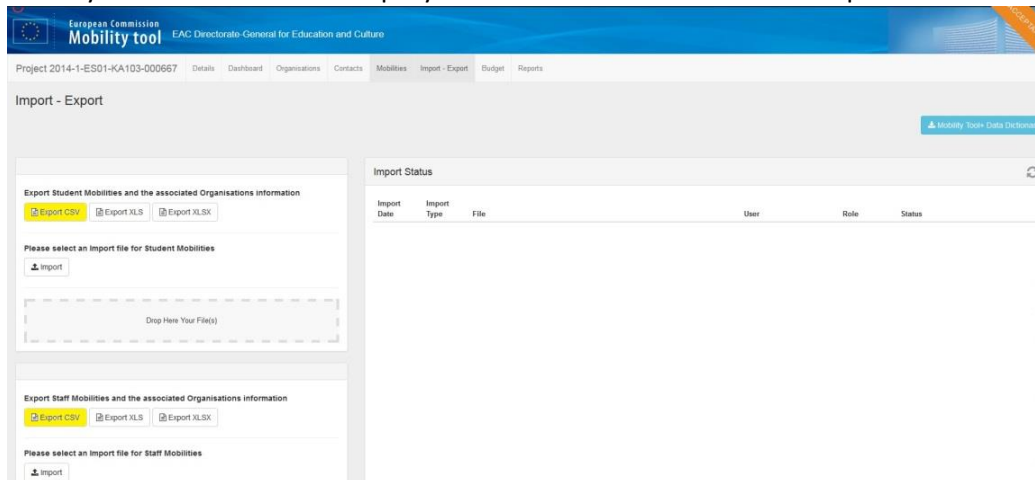 European Commission
Mobility tool EAC Directorate-General for Education and Culture
Project 2014-1-ES01-KA103-000667 Details Dashboard Organisations Contacts Mobilities Import - Export Budget Reports
Import - Export
Mobility Tool+ Data Dictionar
Import Status
Export Student Mobilities and the associated Organisations information
Export CSV Export XLS Export XLSX
Import Date Import Type File User Role Status
Please select an Import file for Student Mobilities
Import
Drop Here Your File(s)
Export Staff Mobilities and the associated Organisations information
Export CSV Export XLS Export XLSX
Please select an Import file for Staff Mobilities
Import